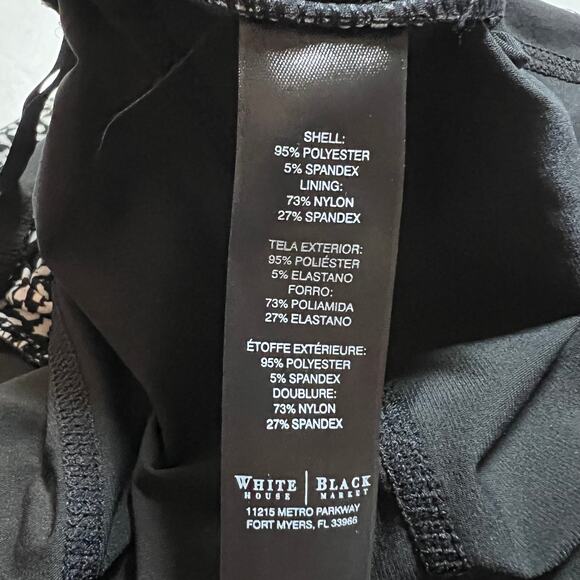 SHELL:
95% POLYESTER
5% SPANDEX
LINING:
73% NYLON
27% SPANDEX
TELA EXTERIOR:
95% POLIÉSTER
5% ELASTANO
FORRO:
73% POLIAMIDA
27% ELASTANO
ÉTOFFE EXTÉRIEURE:
95% POLYESTER
5% SPANDEX
DOUBLURE:
73% NYLON
27% SPANDEX
WHITE | BLACK
HOUSE | MARKET
11215 METRO PARKWAY
FORT MYERS, FL 33966